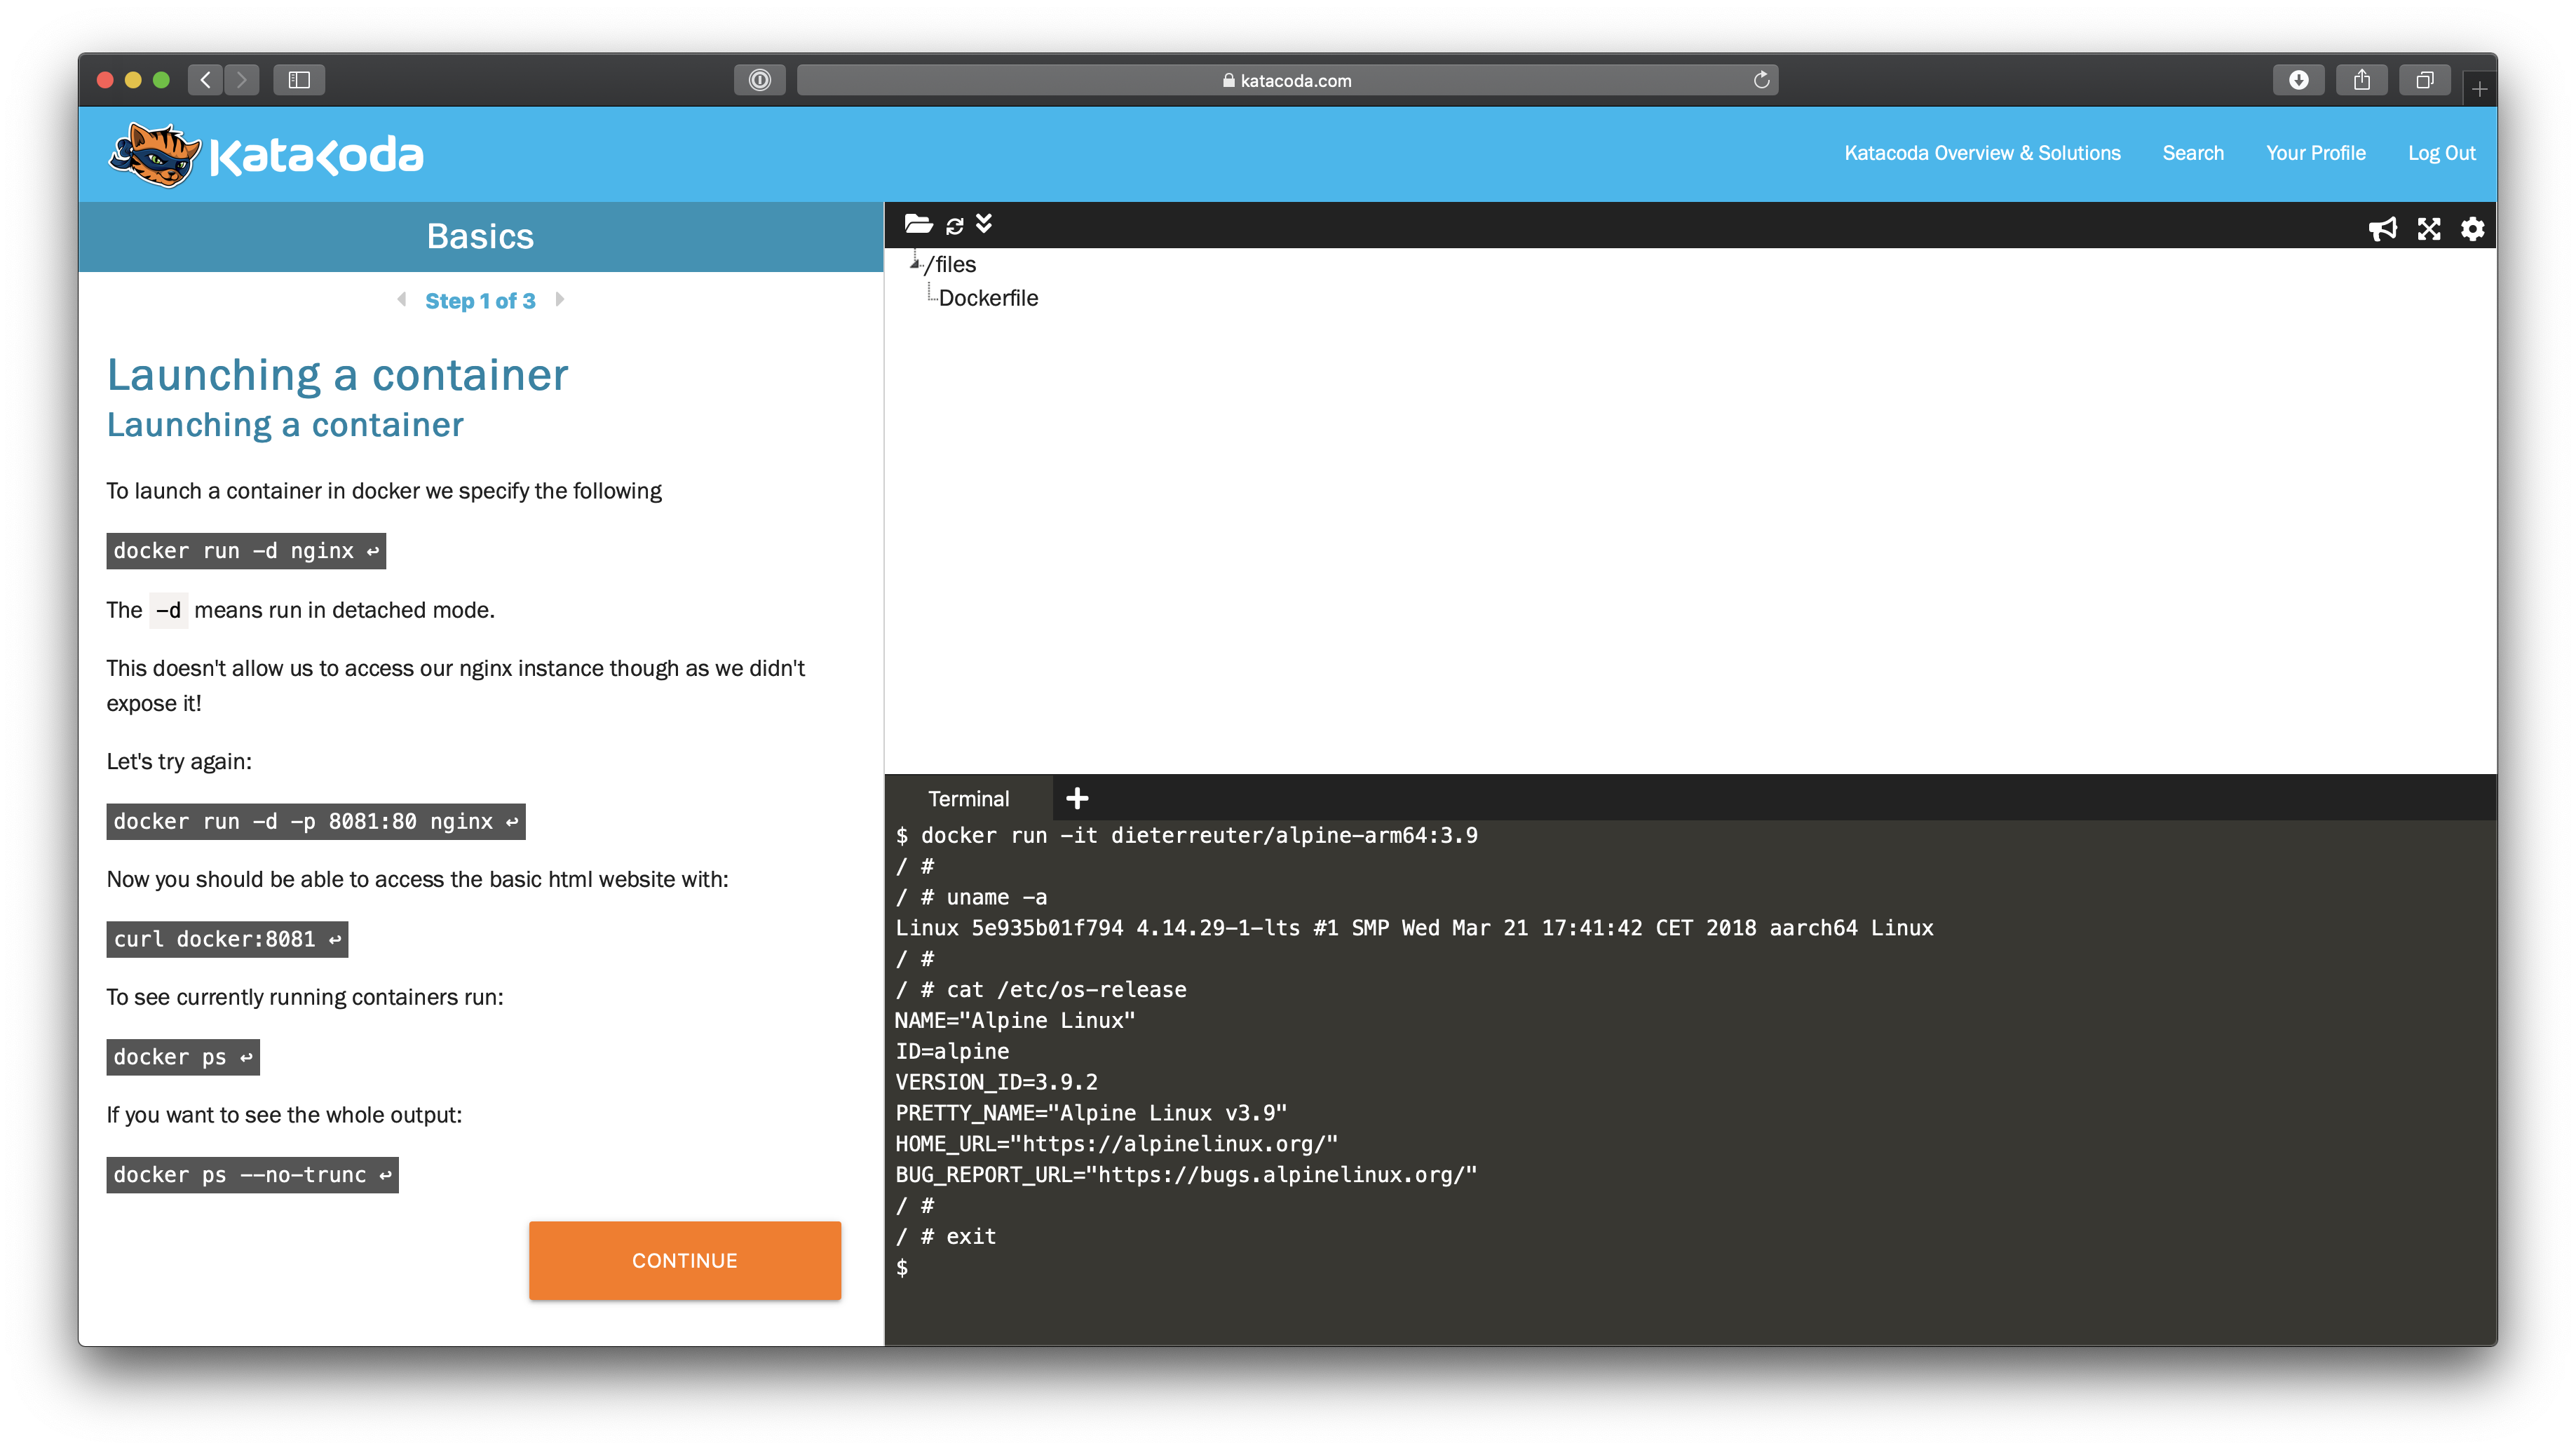 katacoda.com
Katacoda
Katacoda Overview & Solutions
Search
Your Profile
Log Out
Basics
Step 1 of 3
Launching a container
Launching a container
To launch a container in docker we specify the following
docker run -d nginx ↩
The -d means run in detached mode.
This doesn't allow us to access our nginx instance though as we didn't
expose it!
Let's try again:
docker run -d -p 8081:80 nginx ↩
Now you should be able to access the basic html website with:
curl docker:8081 ↩
To see currently running containers run:
docker ps ↩
If you want to see the whole output:
docker ps --no-trunc ↩
CONTINUE
/files
Dockerfile
Terminal
$ docker run -it dieterreuter/alpine-arm64:3.9
/ #
/ # uname -a
Linux 5e935b01f794 4.14.29-1-lts #1 SMP Wed Mar 21 17:41:42 CET 2018 aarch64 Linux
/ #
/ # cat /etc/os-release
NAME="Alpine Linux"
ID=alpine
VERSION_ID=3.9.2
PRETTY_NAME="Alpine Linux v3.9"
HOME_URL="https://alpinelinux.org/"
BUG_REPORT_URL="https://bugs.alpinelinux.org/"
/ #
/ # exit
$